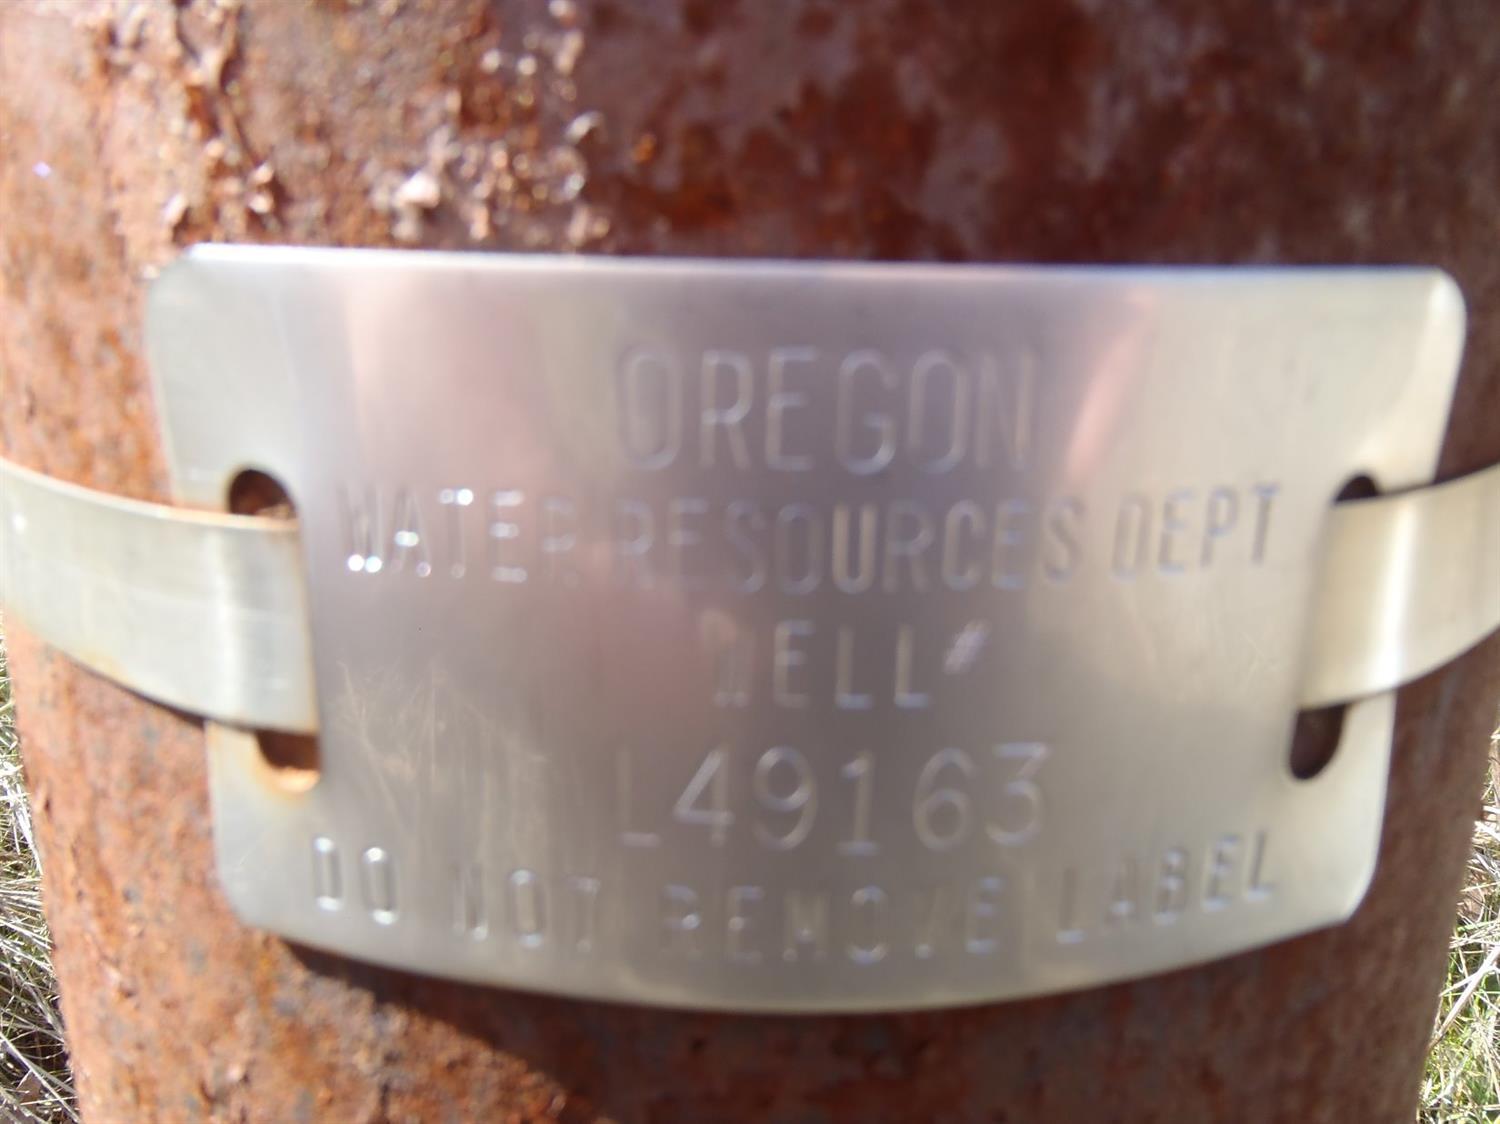 OREGON
WATER RESOURCES DEPT
WELL#
L49163
DO NOT REMOVE LABEL